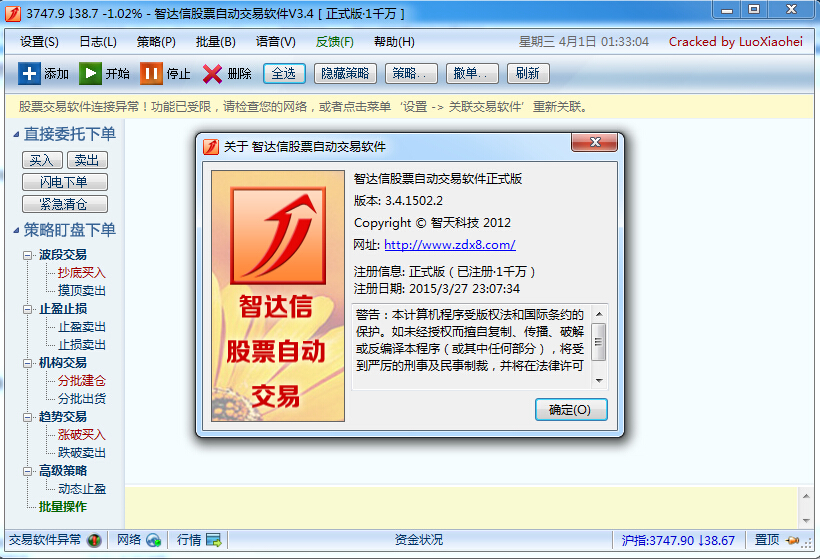 3747.9 ↓38.7 -1.02% - 智达信股票自动交易软件V3.4 [ 正式版·1千万 ]
设置(S) 日志(L) 策略(P) 批量(B) 语音(V) 反馈(F) 帮助(H) 星期三 4月1日 01:33:04 Cracked by LuoXiaohei
添加 开始 停止 删除 全选 隐藏策略 策略. . 撤单. . 刷新
股票交易软件连接异常！功能已受限，请检查您的网络，或者点击菜单‘设置 -> 关联交易软件’重新关联。
直接委托下单
买入 卖出
闪电下单
紧急清仓
策略盯盘下单
波段交易
抄底买入
摸顶卖出
止盈止损
止盈卖出
止损卖出
机构交易
分批建仓
分批出货
趋势交易
涨破买入
跌破卖出
高级策略
动态止盈
批量操作
关于 智达信股票自动交易软件
智达信
股票自动
交易
智达信股票自动交易软件正式版
版本: 3.4.1502.2
Copyright © 智天科技 2012
网址: http://www.zdx8.com/
注册信息: 正式版（已注册·1千万）
注册日期: 2015/3/27 23:07:34
警告：本计算机程序受版权法和国际条约的
保护。如未经授权而擅自复制、传播、破解
或反编译本程序（或其中任何部分），将受
到严厉的刑事及民事制裁，并将在法律许可
确定(O)
交易软件异常 网络 行情 资金状况 沪指:3747.90 ↓38.67 置顶